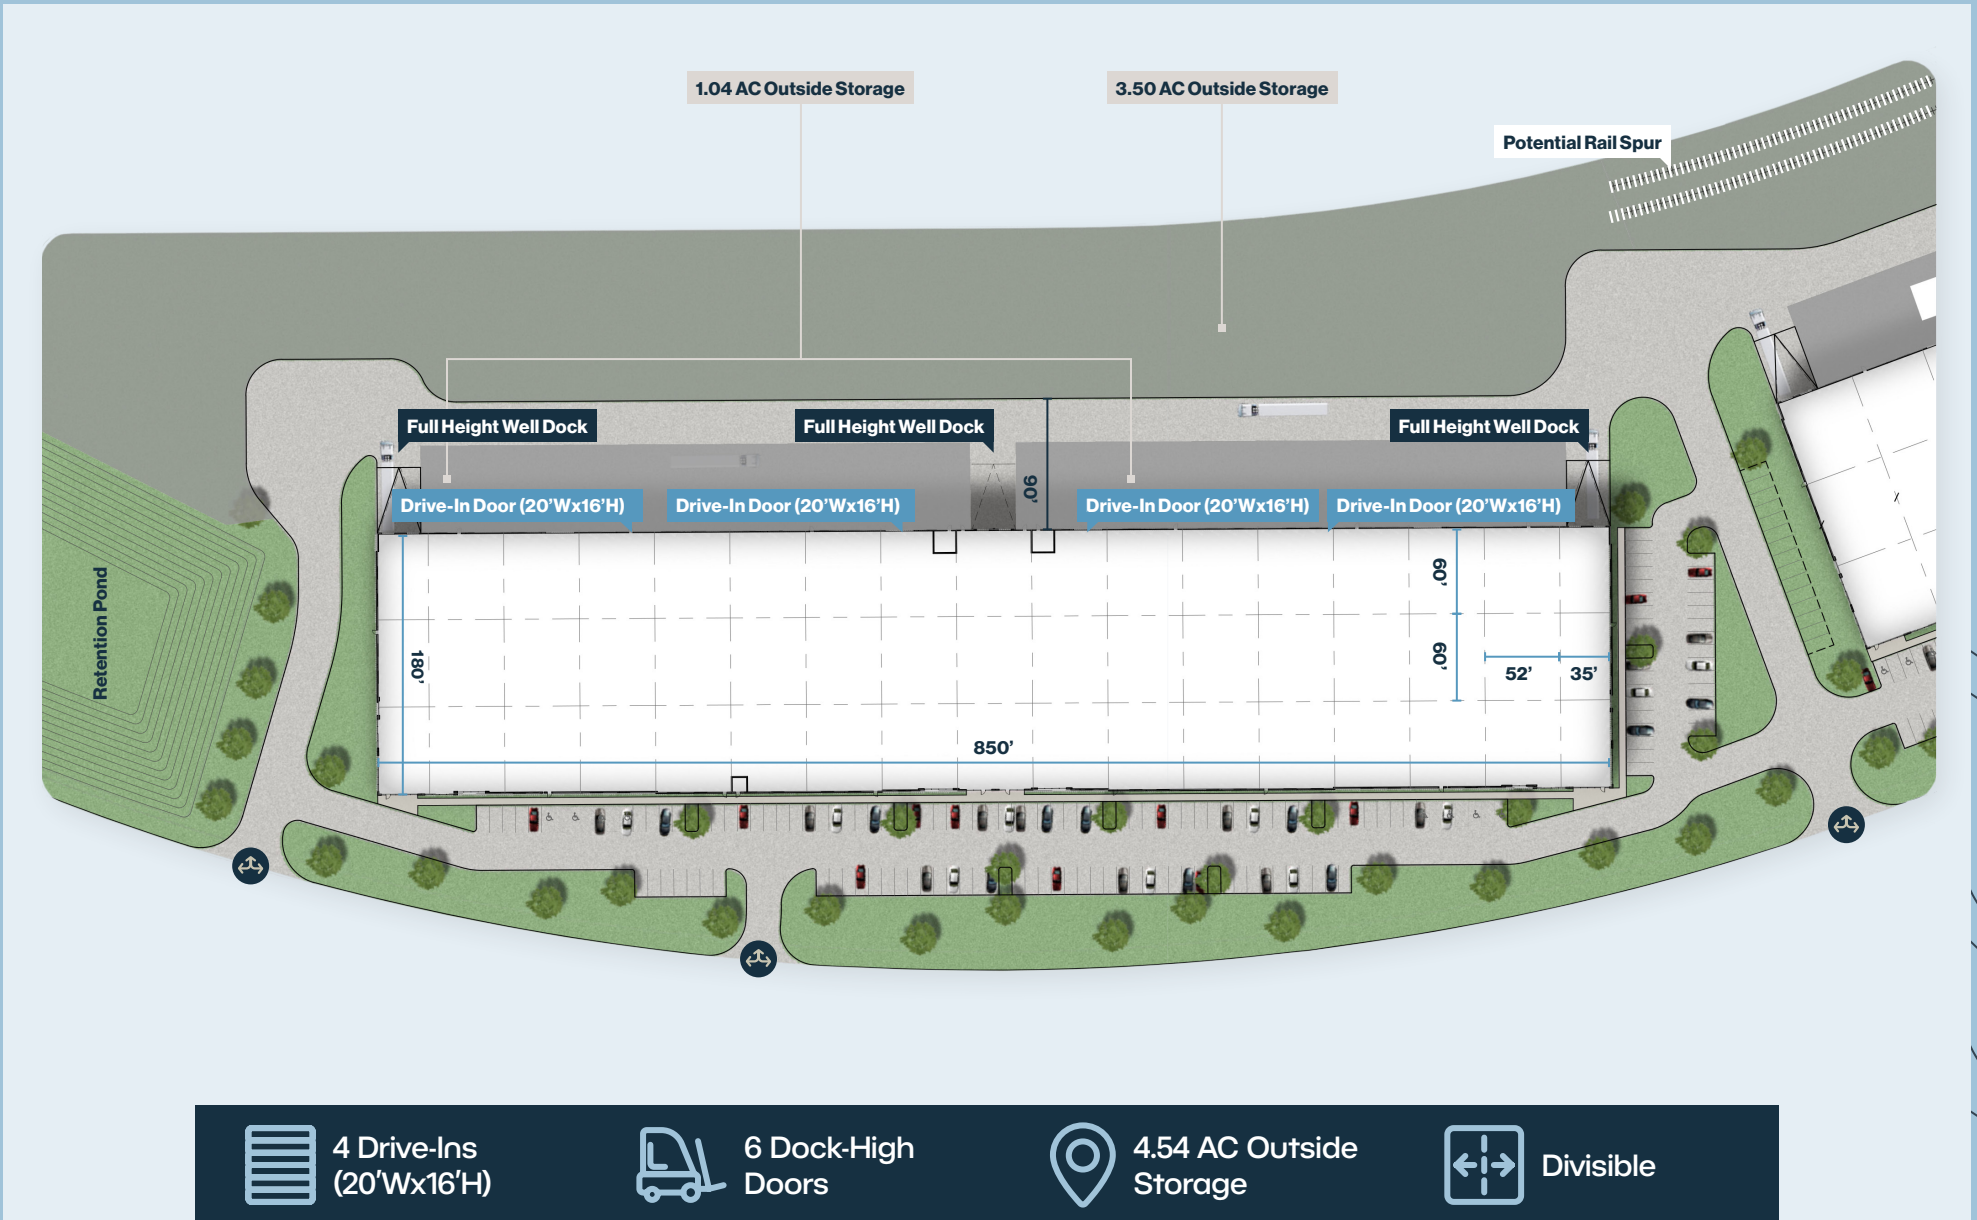 1.04 AC Outside Storage
3.50 AC Outside Storage
Potential Rail Spur
Full Height Well Dock
Full Height Well Dock
Full Height Well Dock
Drive-In Door (20'Wx16'H)
Drive-In Door (20'Wx16'H)
90'
Drive-In Door (20'Wx16'H)
Drive-In Door (20'Wx16'H)
60'
Retention Pond
180'
60'
52'
35'
850'
4 Drive-Ins
(20'Wx16'H)
6 Dock-High
Doors
4.54 AC Outside
Storage
Divisible